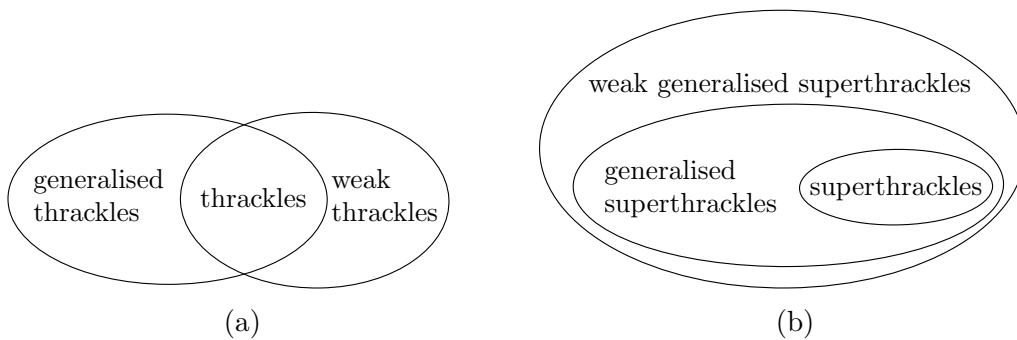 generalised
thrackles
thrackles
weak
thrackles
(a)
weak generalised superthrackles
generalised
superthrackles
superthrackles
(b)